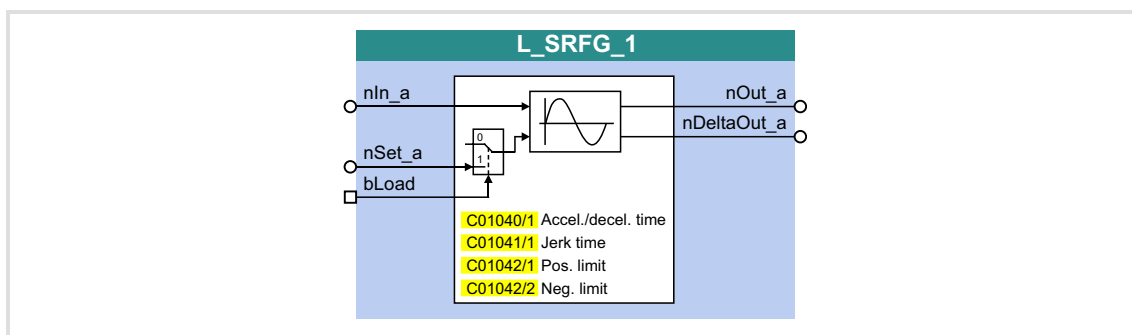 L_SRFG_1
nIn_a
nOut_a
nDeltaOut_a
0
nSet_a
1
bLoad
C01040/1 Accel./decel. time
C01041/1 Jerk time
C01042/1 Pos. limit
C01042/2 Neg. limit